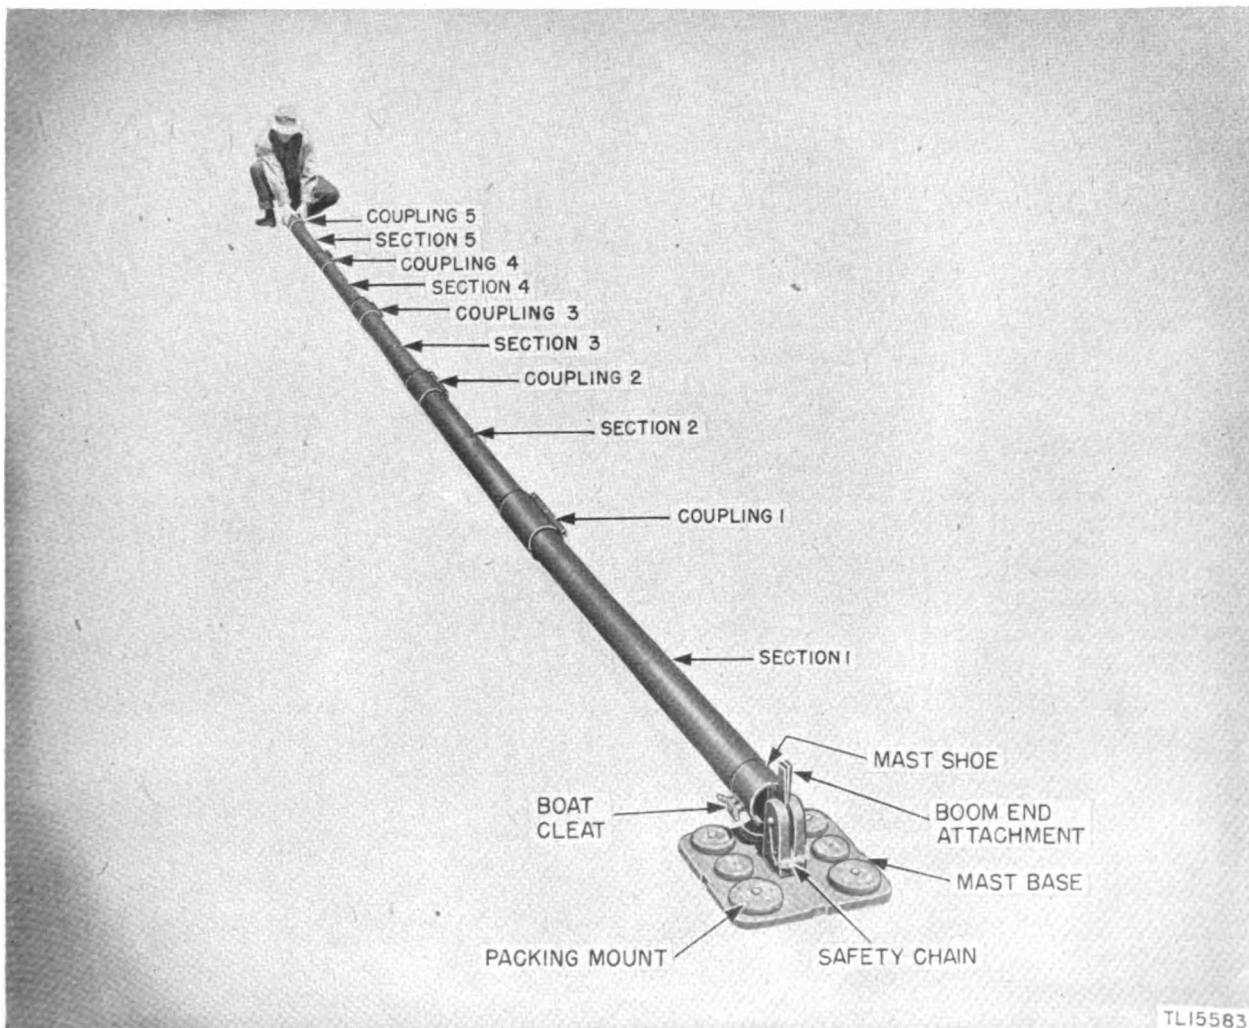 COUPLING 5
SECTION 5
COUPLING 4
SECTION 4
COUPLING 3
SECTION 3
COUPLING 2
SECTION 2
COUPLING 1
SECTION 1
MAST SHOE
BOAT
CLEAT
BOOM END
ATTACHMENT
MAST BASE
PACKING MOUNT
SAFETY CHAIN
TL15583